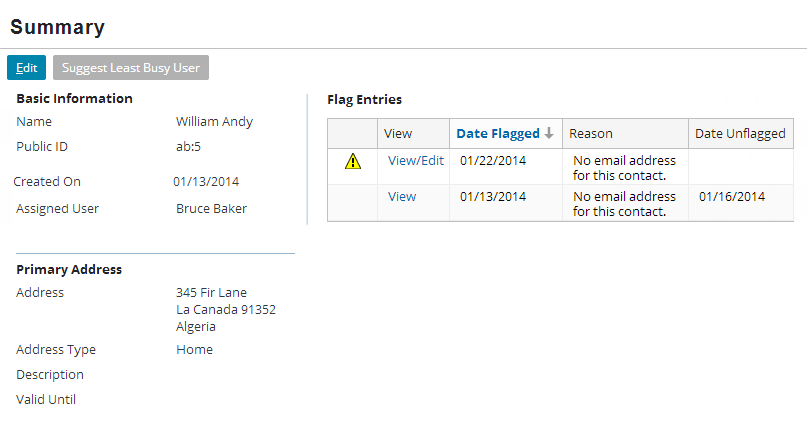 Summary
Edit Suggest Least Busy User
Basic Information
Name William Andy
Public ID ab:5
Created On 01/13/2014
Assigned User Bruce Baker
Flag Entries
View Date Flagged Reason Date Unflagged
View/Edit 01/22/2014 No email address
for this contact.
View 01/13/2014 No email address 01/16/2014
for this contact.
Primary Address
Address 345 Fir Lane
La Canada 91352
Algeria
Address Type Home
Description
Valid Until